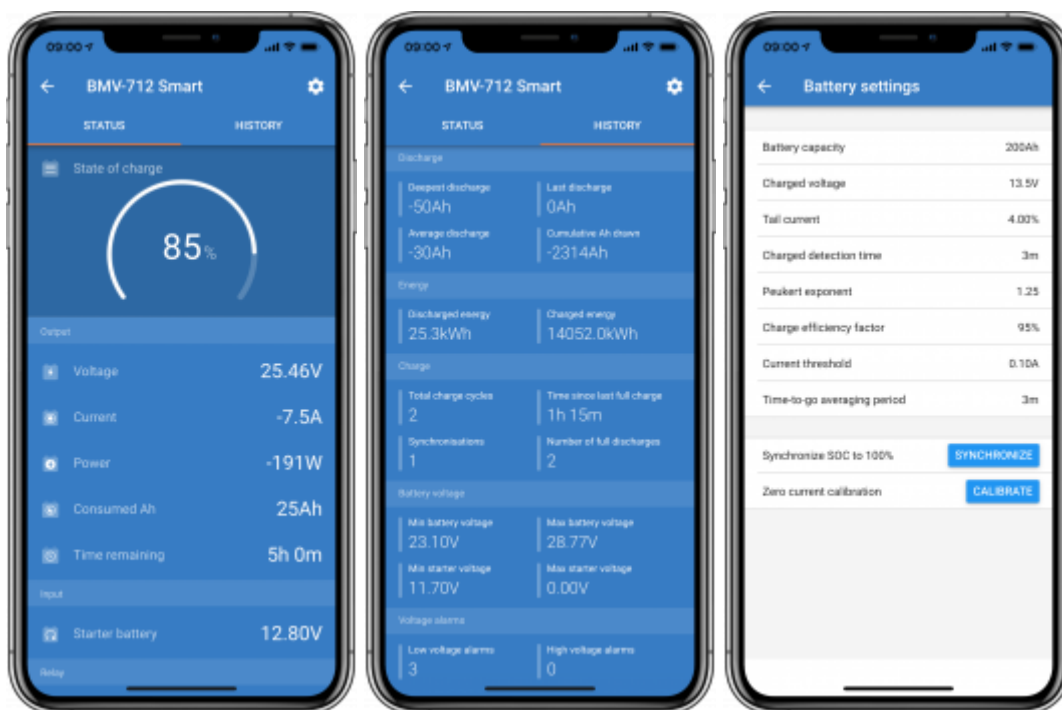 09:00
BMV-712 Smart
STATUS HISTORY
State of charge
85%
Output
Voltage 25.46V
Current -7.5A
Power -191W
Consumed Ah 25Ah
Time remaining 5h 0m
Input
Starter battery 12.80V
Relay
09:00
BMV-712 Smart
STATUS HISTORY
Discharge
Deepest discharge Last discharge
-50Ah 0Ah
Average discharge Cumulative Ah drawn
-30Ah -2314Ah
Energy
Discharged energy Charged energy
25.3kWh 14052.0kWh
Charge
Total charge cycles Time since last full charge
2 1h 15m
Synchronisations Number of full discharges
1 2
Battery voltage
Min battery voltage Max battery voltage
23.10V 28.77V
Min starter voltage Max starter voltage
11.70V 0.00V
Voltage alarms
Low voltage alarms High voltage alarms
3 0
09:00
Battery settings
Battery capacity 200Ah
Charged voltage 13.5V
Tail current 4.00%
Charged detection time 3m
Peukert exponent 1.25
Charge efficiency factor 95%
Current threshold 0.10A
Time-to-go averaging period 3m
Synchronize SOC to 100% SYNCHRONIZE
Zero current calibration CALIBRATE